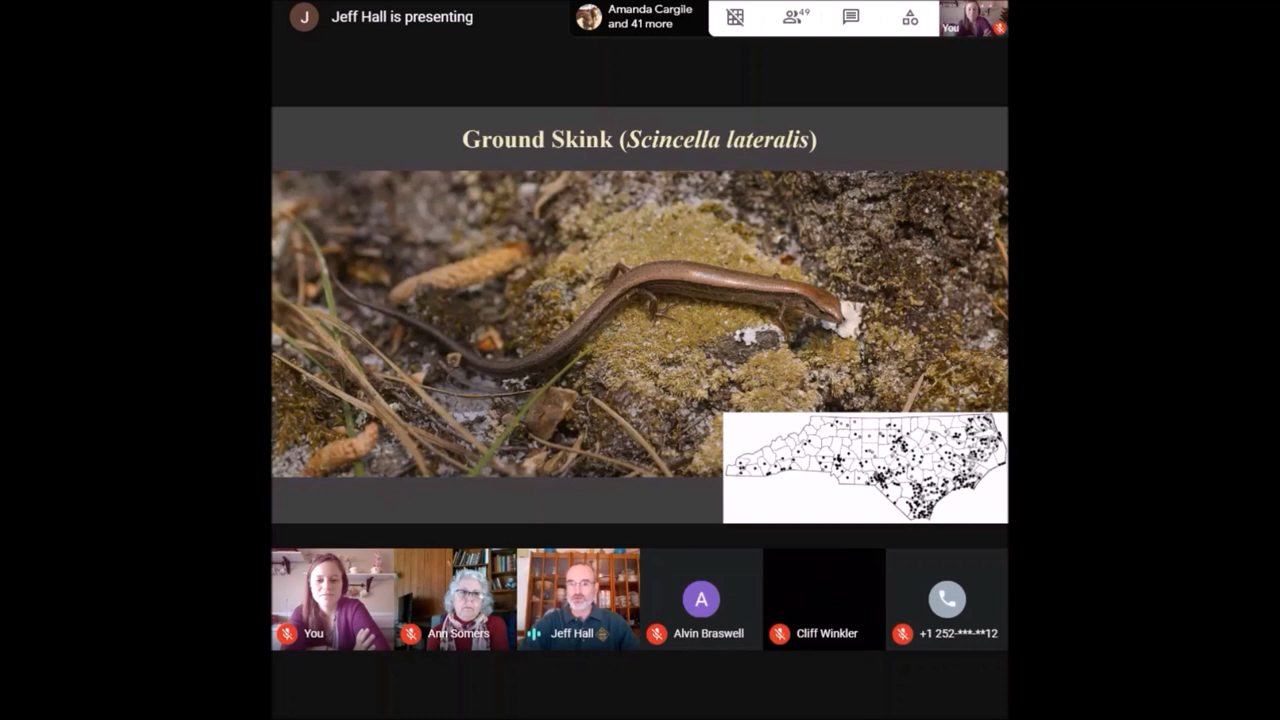 J
Jeff Hall is presenting
Amanda Cargile
and 41 more
49
You
Ground Skink (Scincella lateralis)
You
Ann Somers
Jeff Hall
A
Alvin Braswell
Cliff Winkler
+1 252-***-**12